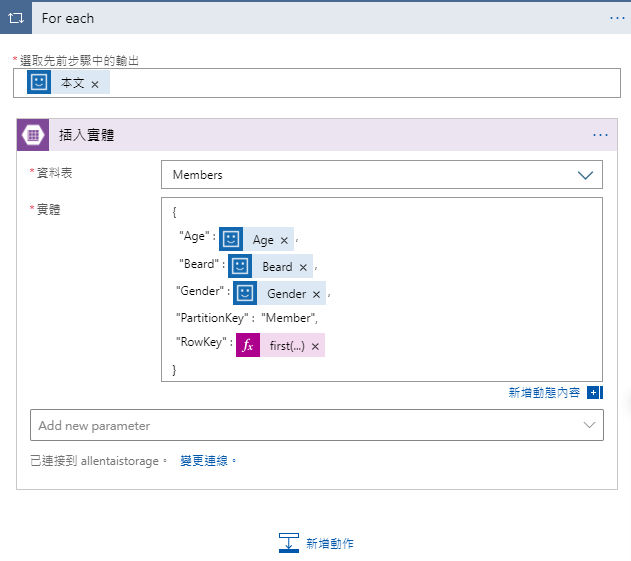 For each
* 選取先前步驟中的輸出
本文 ×
插入實體
* 資料表
Members
* 實體
{
"Age" : Age × ,
"Beard" : Beard × ,
"Gender" : Gender × ,
"PartitionKey" : "Member",
"RowKey" : fx first(...) ×
}
新增動態內容
Add new parameter
已連接到 allentaistorage。 變更連線。
新增動作